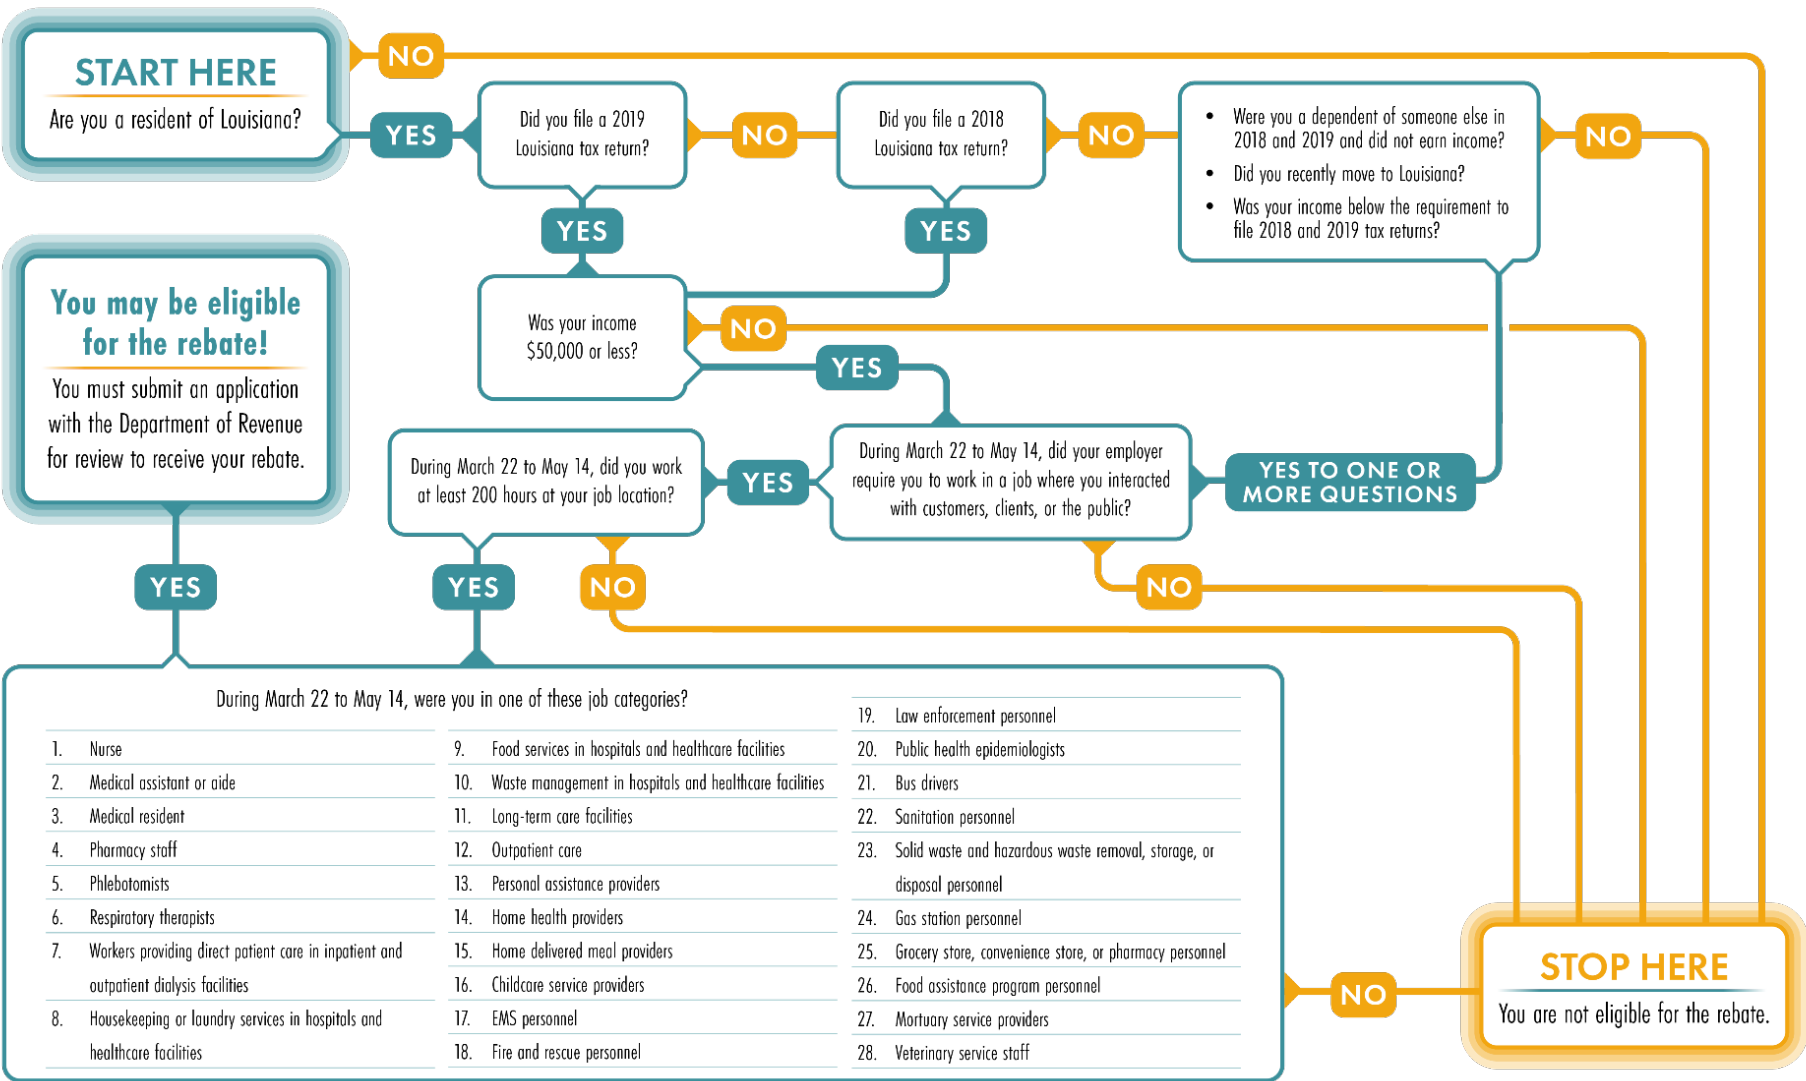 START HERE
Are you a resident of Louisiana?
NO
YES
Did you file a 2019
Louisiana tax return?
NO
Did you file a 2018
Louisiana tax return?
NO
• Were you a dependent of someone else in
2018 and 2019 and did not earn income?
• Did you recently move to Louisiana?
• Was your income below the requirement to
file 2018 and 2019 tax returns?
NO
YES
YES
You may be eligible
for the rebate!
You must submit an application
with the Department of Revenue
for review to receive your rebate.
Was your income
$50,000 or less?
NO
YES
During March 22 to May 14, did you work
at least 200 hours at your job location?
YES
During March 22 to May 14, did your employer
require you to work in a job where you interacted
with customers, clients, or the public?
YES TO ONE OR
MORE QUESTIONS
YES
YES
NO
NO
During March 22 to May 14, were you in one of these job categories?
1. Nurse
2. Medical assistant or aide
3. Medical resident
4. Pharmacy staff
5. Phlebotomists
6. Respiratory therapists
7. Workers providing direct patient care in inpatient and
outpatient dialysis facilities
8. Housekeeping or laundry services in hospitals and
healthcare facilities
9. Food services in hospitals and healthcare facilities
10. Waste management in hospitals and healthcare facilities
11. Long-term care facilities
12. Outpatient care
13. Personal assistance providers
14. Home health providers
15. Home delivered meal providers
16. Childcare service providers
17. EMS personnel
18. Fire and rescue personnel
19. Law enforcement personnel
20. Public health epidemiologists
21. Bus drivers
22. Sanitation personnel
23. Solid waste and hazardous waste removal, storage, or
disposal personnel
24. Gas station personnel
25. Grocery store, convenience store, or pharmacy personnel
26. Food assistance program personnel
27. Mortuary service providers
28. Veterinary service staff
NO
STOP HERE
You are not eligible for the rebate.